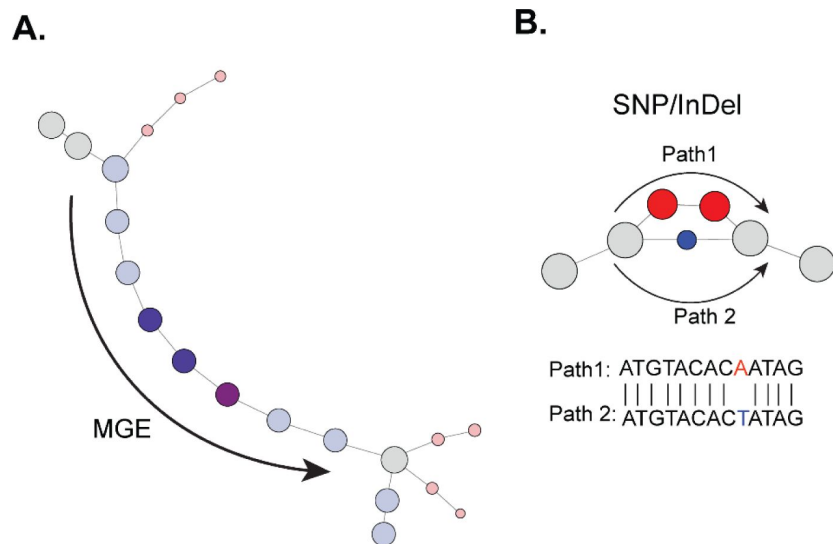 A.
MGE
B.
SNP/InDel
Path1
Path 2
Path1: ATGTACACAATAG
Path 2: ATGTACACTATAG